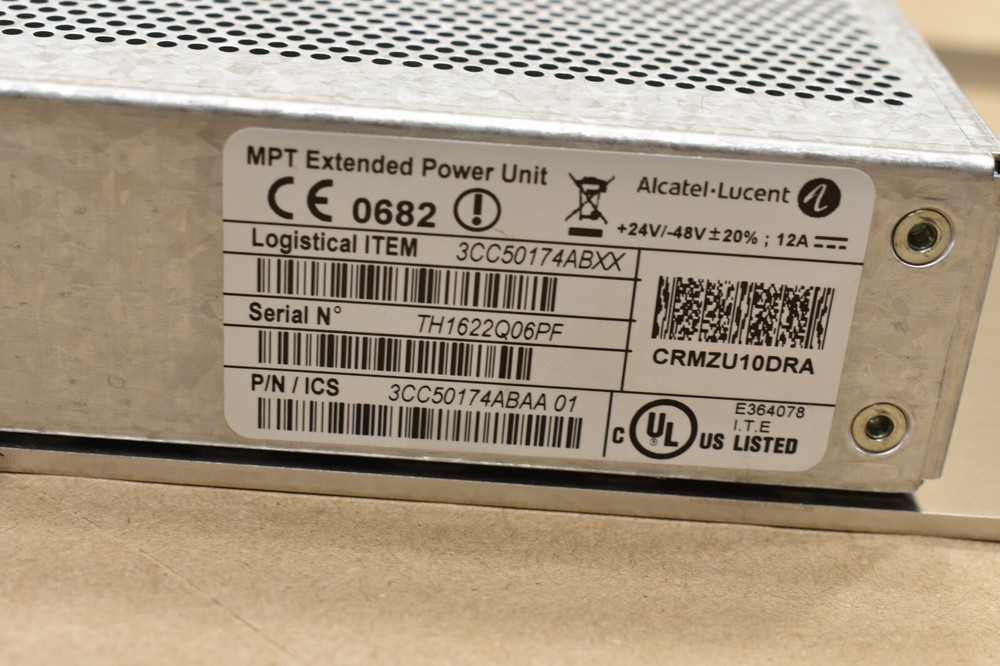 MPT Extended Power Unit
Alcatel·Lucent
CE 0682
+24V/-48V±20% ; 12A
Logistical ITEM 3CC50174ABXX
Serial N° TH1622Q06PF
CRMZU10DRA
P/N / ICS 3CC50174ABAA 01
E364078
I.T.E
C UL US LISTED